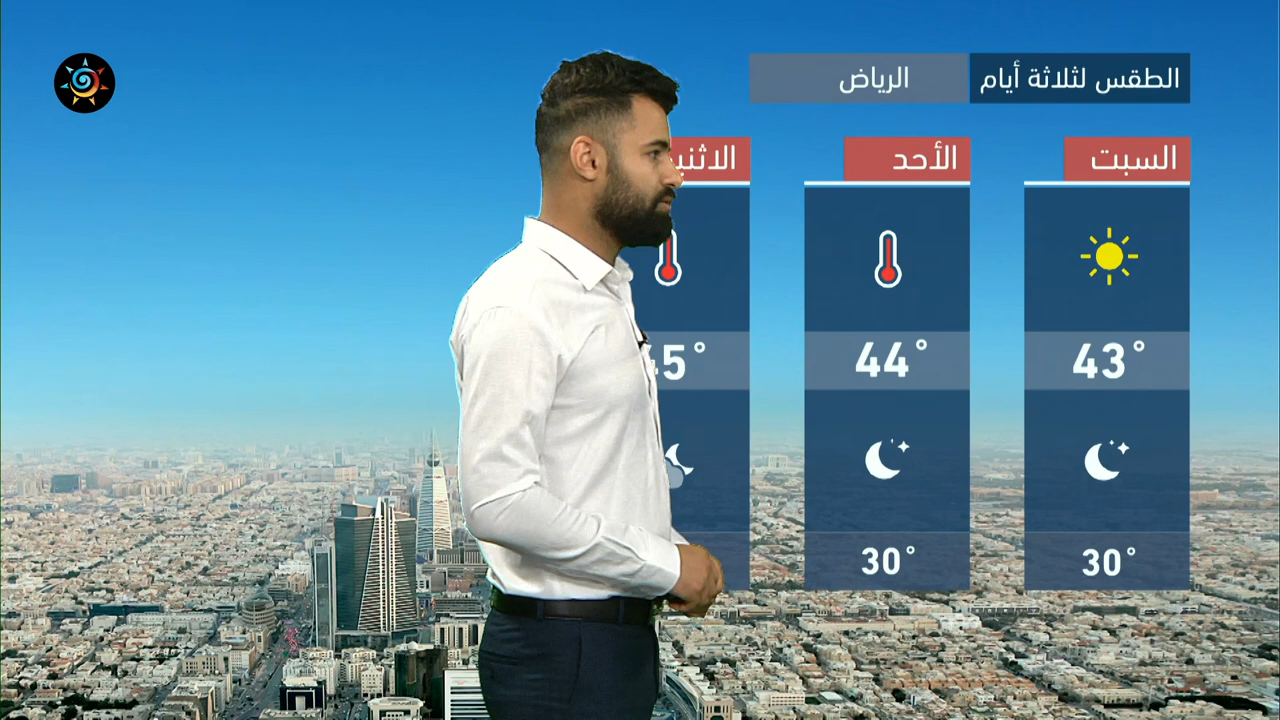 الطقس لثلاثة أيام
الرياض
السبت
43°
30°
الأحد
44°
30°